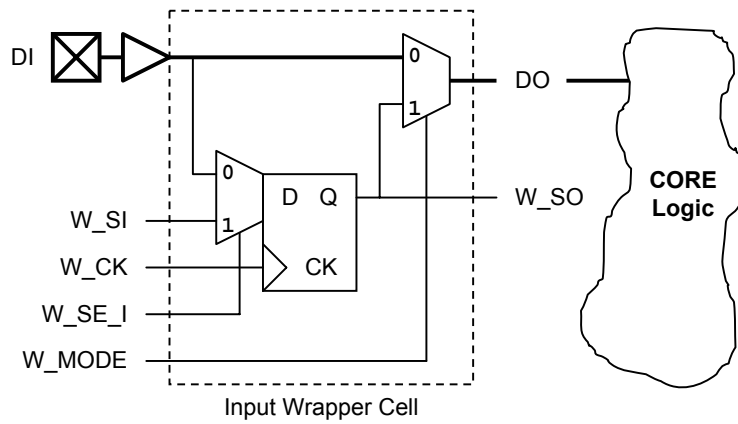 DI
0
1
DO
0
1
D Q
CK
W_SI
W_CK
W_SE_I
W_MODE
W_SO
CORE
Logic
Input Wrapper Cell